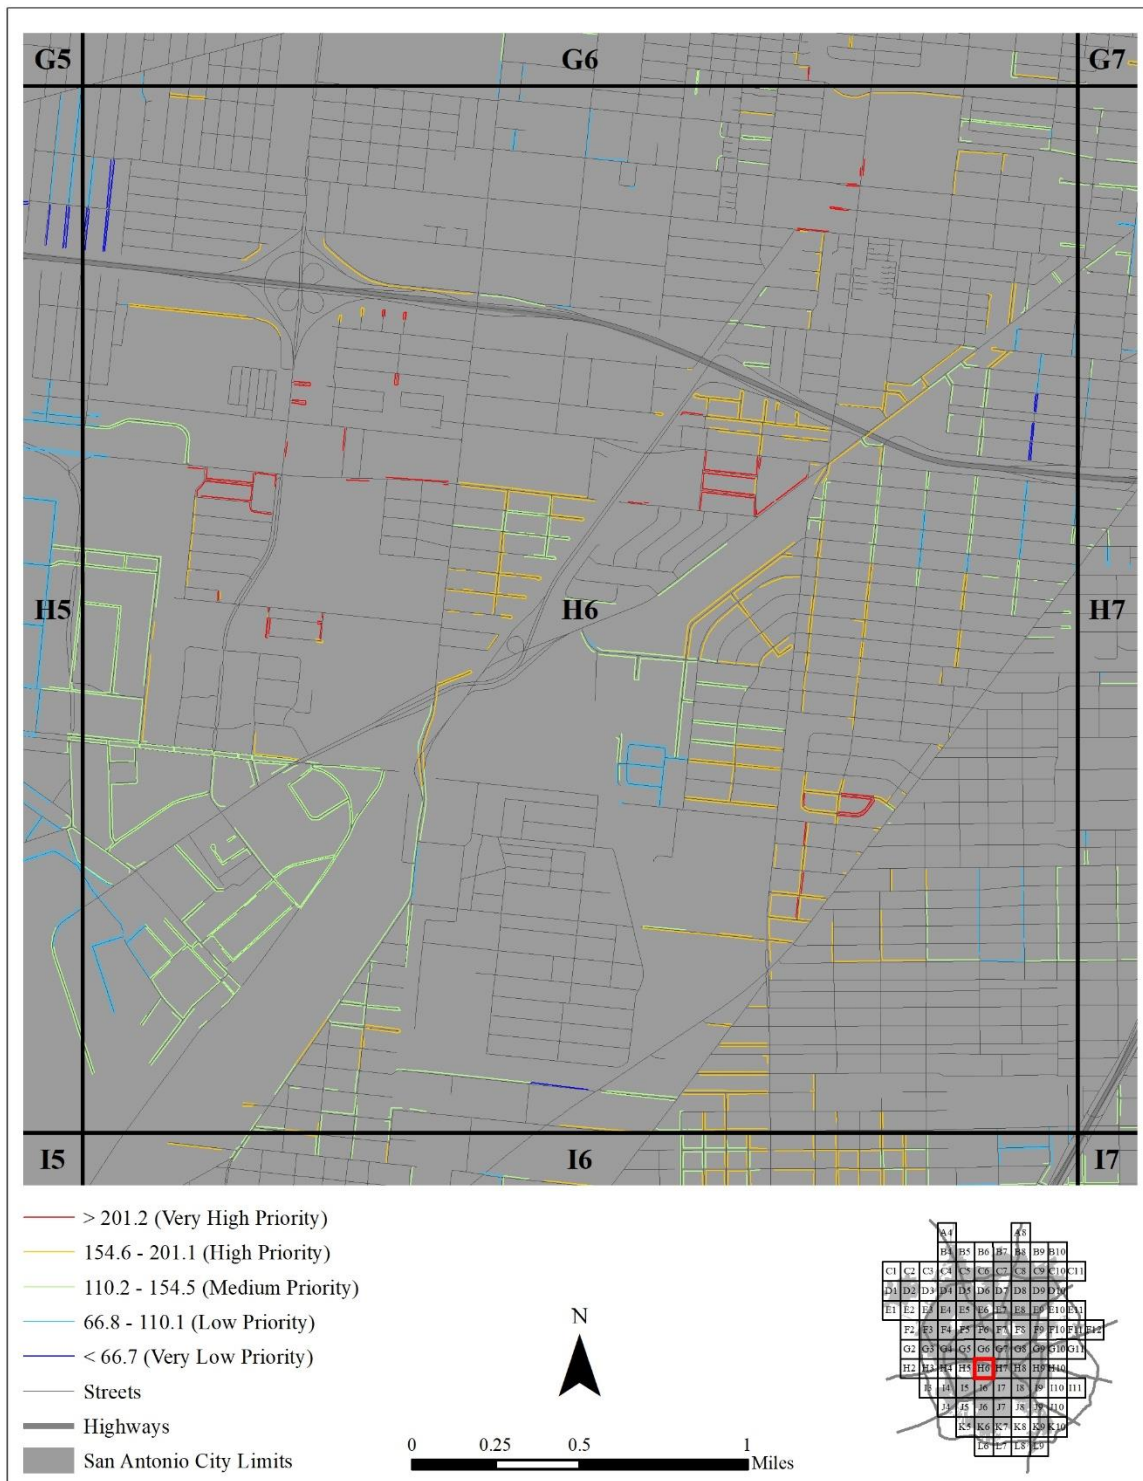 G5 G6 G7
H5 H6 H7
I5 I6 I7
> 201.2 (Very High Priority)
154.6 - 201.1 (High Priority)
110.2 - 154.5 (Medium Priority)
66.8 - 110.1 (Low Priority)
< 66.7 (Very Low Priority)
Streets
Highways
San Antonio City Limits
N
0 0.25 0.5 1
Miles
A4 A8
B4 B5 B6 B7 B8 B9 B10
C1 C2 C3 C4 C5 C6 C7 C8 C9 C10 C11
D1 D2 D3 D4 D5 D6 D7 D8 D9 D10
E1 E2 E3 E4 E5 E6 E7 E8 E9 E10 E11
F2 F3 F4 F5 F6 F7 F8 F9 F10 F11 F12
G2 G3 G4 G5 G6 G7 G8 G9 G10 G11
H2 H3 H4 H5 H6 H7 H8 H9 H10
I3 I4 I5 I6 I7 I8 I9 I10 I11
J4 J5 J6 J7 J8 J9 J10
K5 K6 K7 K8 K9 K10
L6 L7 L8 L9